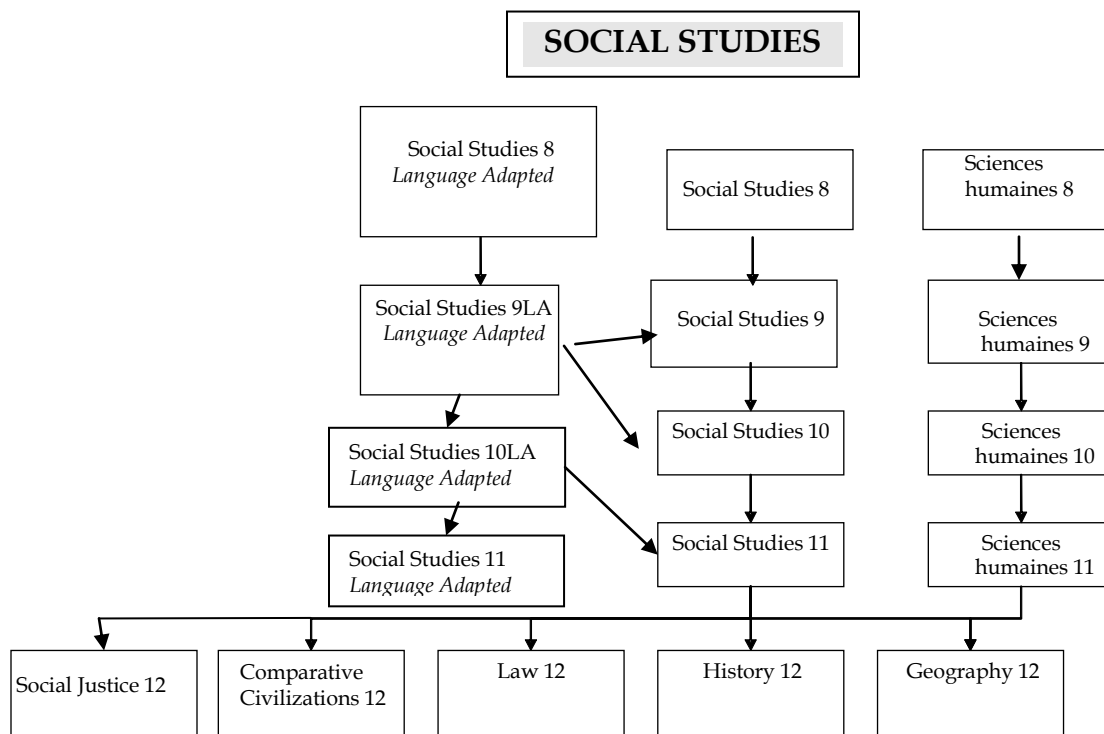 SOCIAL STUDIES
Social Studies 8
Language Adapted
Social Studies 8
Sciences
humaines 8
Social Studies 9LA
Language Adapted
Social Studies 9
Sciences
humaines 9
Social Studies 10LA
Language Adapted
Social Studies 10
Sciences
humaines 10
Social Studies 11
Language Adapted
Social Studies 11
Sciences
humaines 11
Social Justice 12
Comparative
Civilizations 12
Law 12
History 12
Geography 12